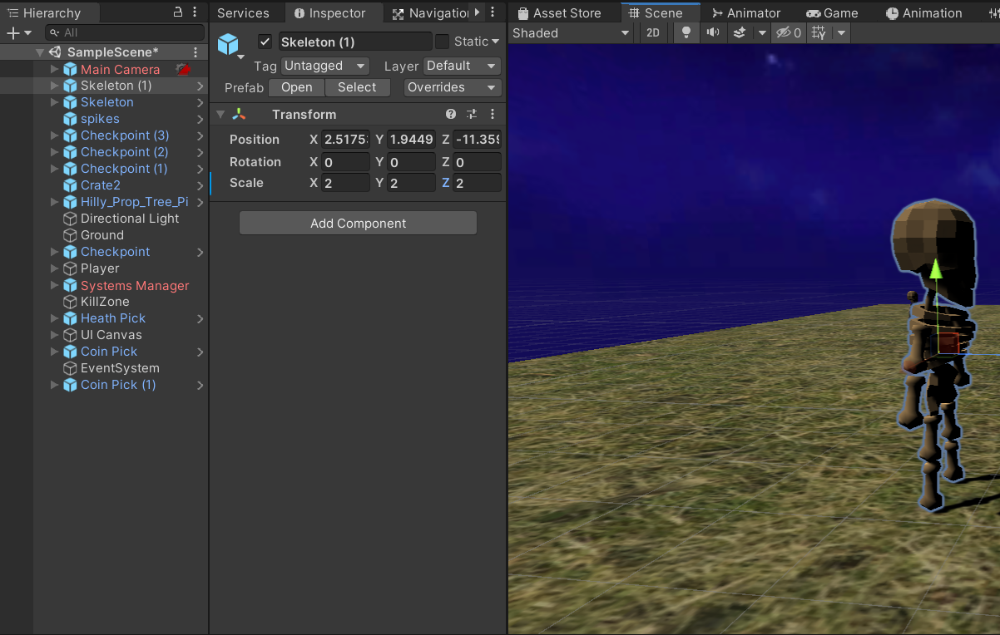 Hierarchy
All
SampleScene*
Main Camera
Skeleton (1)
Skeleton
spikes
Checkpoint (3)
Checkpoint (2)
Checkpoint (1)
Crate2
Hilly_Prop_Tree_Pi
Directional Light
Ground
Checkpoint
Player
Systems Manager
KillZone
Heath Pick
UI Canvas
Coin Pick
EventSystem
Coin Pick (1)
Services Inspector Navigation
Skeleton (1) Static
Tag Untagged Layer Default
Prefab Open Select Overrides
Transform
Position X 2.5175 Y 1.9449 Z -11.359
Rotation X 0 Y 0 Z 0
Scale X 2 Y 2 Z 2
Add Component
Asset Store Scene Animator Game Animation
Shaded 2D 0